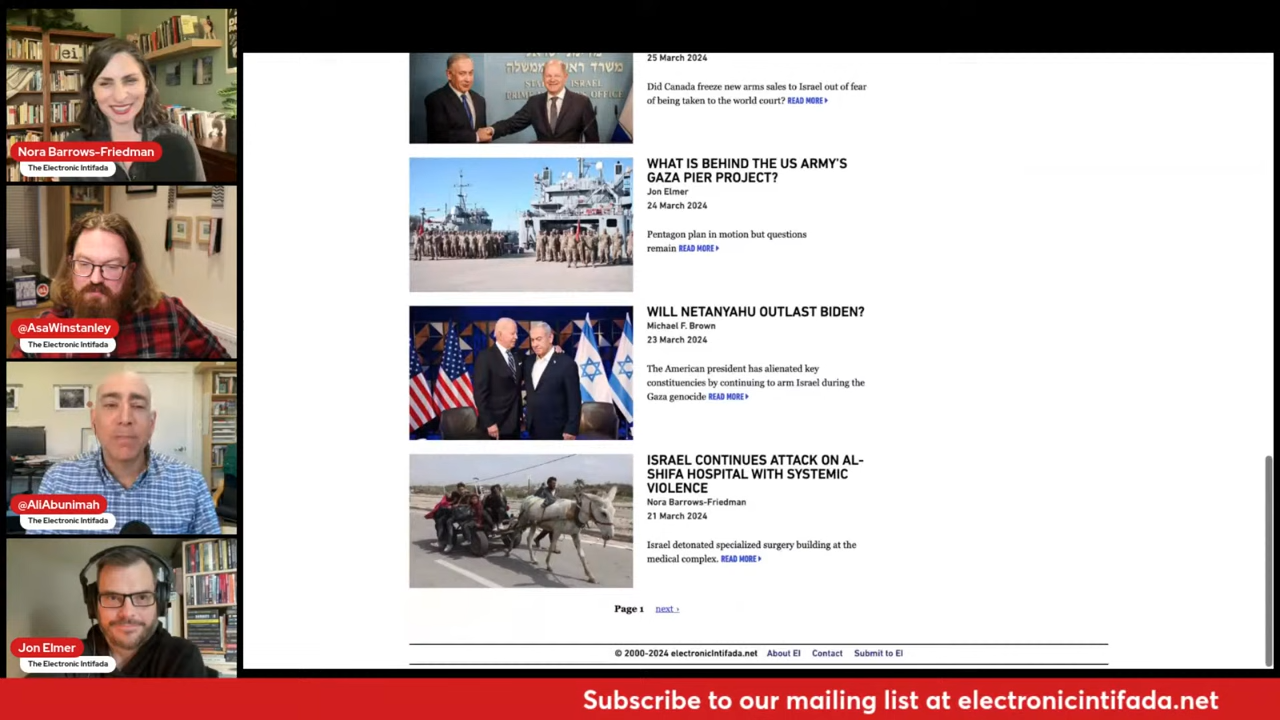 Nora Barrows-Friedman
The Electronic Intifada
@AsaWinstanley
The Electronic Intifada
@AliAbunimah
The Electronic Intifada
Jon Elmer
The Electronic Intifada
25 March 2024
Did Canada freeze new arms sales to Israel out of fear
of being taken to the world court? READ MORE
WHAT IS BEHIND THE US ARMY'S
GAZA PIER PROJECT?
Jon Elmer
24 March 2024
Pentagon plan in motion but questions
remain READ MORE
WILL NETANYAHU OUTLAST BIDEN?
Michael F. Brown
23 March 2024
The American president has alienated key
constituencies by continuing to arm Israel during the
Gaza genocide READ MORE
ISRAEL CONTINUES ATTACK ON AL-
SHIFA HOSPITAL WITH SYSTEMIC
VIOLENCE
Nora Barrows-Friedman
21 March 2024
Israel detonated specialized surgery building at the
medical complex. READ MORE
Page 1 next ›
© 2000-2024 electronicIntifada.net About EI Contact Submit to EI
Subscribe to our mailing list at electronicintifada.net